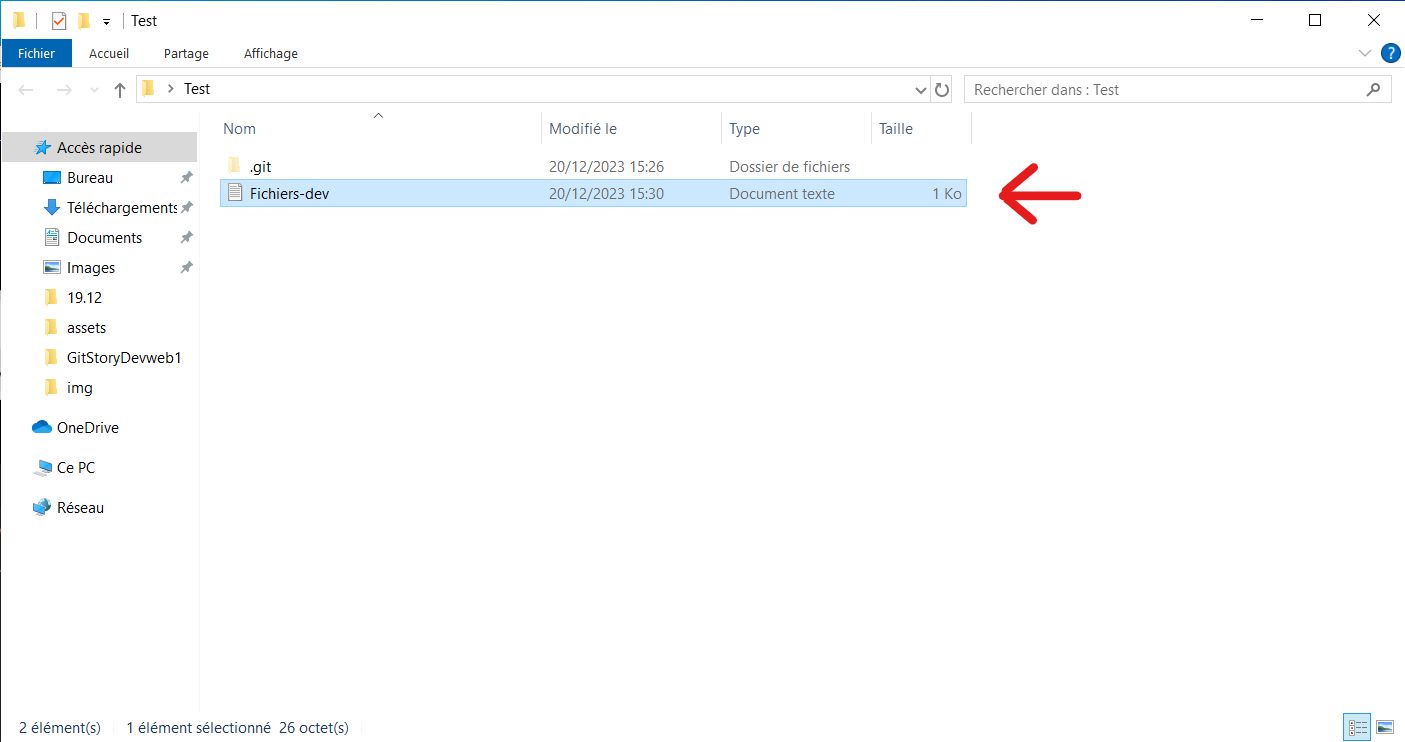 Test
Fichier Accueil Partage Affichage ?
Test Rechercher dans : Test
Nom Modifié le Type Taille
Accès rapide
Bureau
Téléchargements
Documents
Images
19.12
assets
GitStoryDevweb1
img
OneDrive
Ce PC
Réseau
.git 20/12/2023 15:26 Dossier de fichiers
Fichiers-dev 20/12/2023 15:30 Document texte 1 Ko
2 élément(s) 1 élément sélectionné 26 octet(s)